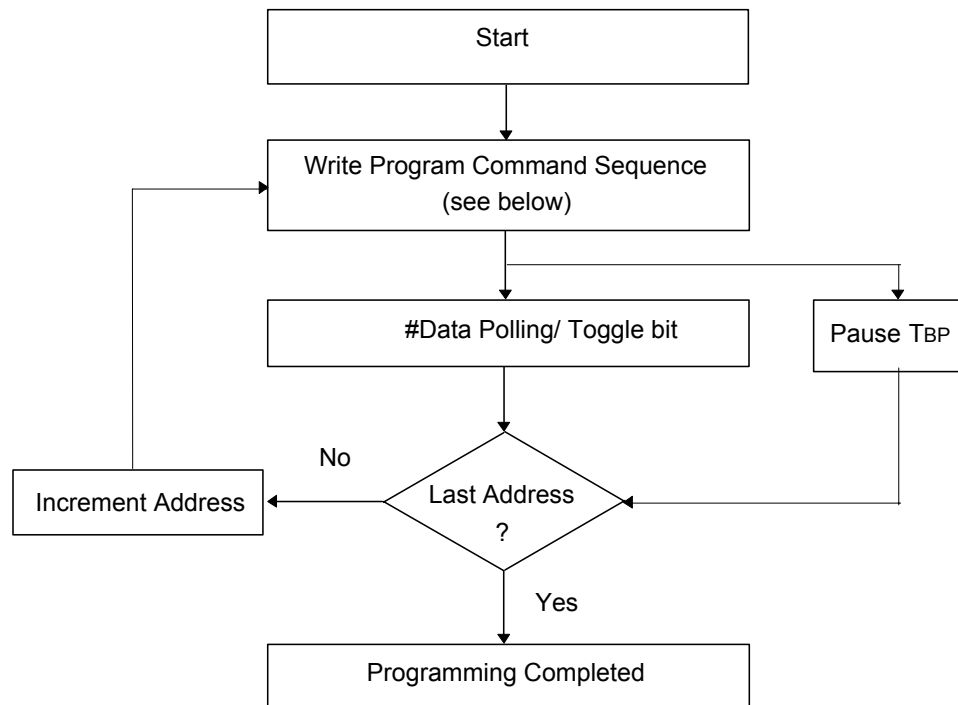 Start
Write Program Command Sequence
(see below)
#Data Polling/ Toggle bit
Pause TBP
No
Increment Address
Last Address
?
Yes
Programming Completed